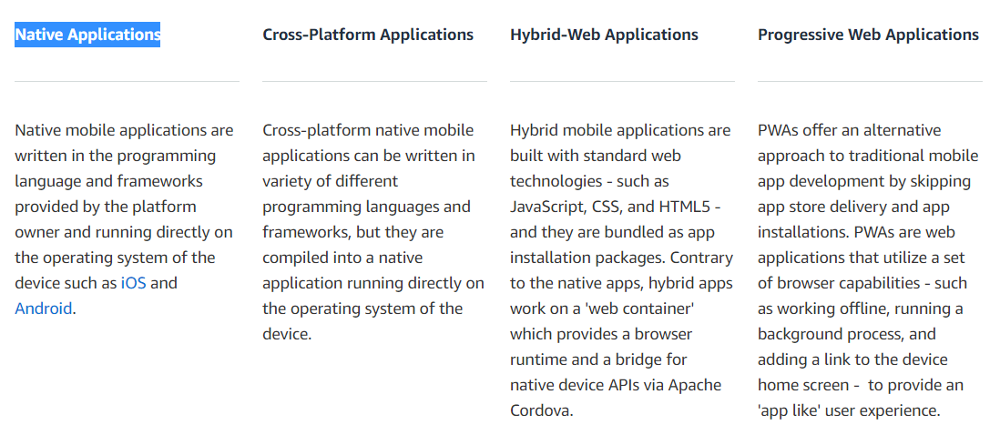 Native Applications
Native mobile applications are
written in the programming
language and frameworks
provided by the platform
owner and running directly on
the operating system of the
device such as iOS and
Android.
Cross-Platform Applications
Cross-platform native mobile
applications can be written in
variety of different
programming languages and
frameworks, but they are
compiled into a native
application running directly on
the operating system of the
device.
Hybrid-Web Applications
Hybrid mobile applications are
built with standard web
technologies - such as
JavaScript, CSS, and HTML5 -
and they are bundled as app
installation packages. Contrary
to the native apps, hybrid apps
work on a 'web container'
which provides a browser
runtime and a bridge for
native device APIs via Apache
Cordova.
Progressive Web Applications
PWAs offer an alternative
approach to traditional mobile
app development by skipping
app store delivery and app
installations. PWAs are web
applications that utilize a set
of browser capabilities - such
as working offline, running a
background process, and
adding a link to the device
home screen -  to provide an
'app like' user experience.